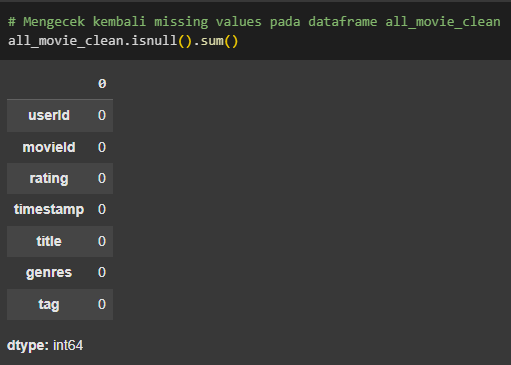 # Mengecek kembali missing values pada dataframe all_movie_clean
all_movie_clean.isnull().sum()
0
userId 0
movieId 0
rating 0
timestamp 0
title 0
genres 0
tag 0
dtype: int64